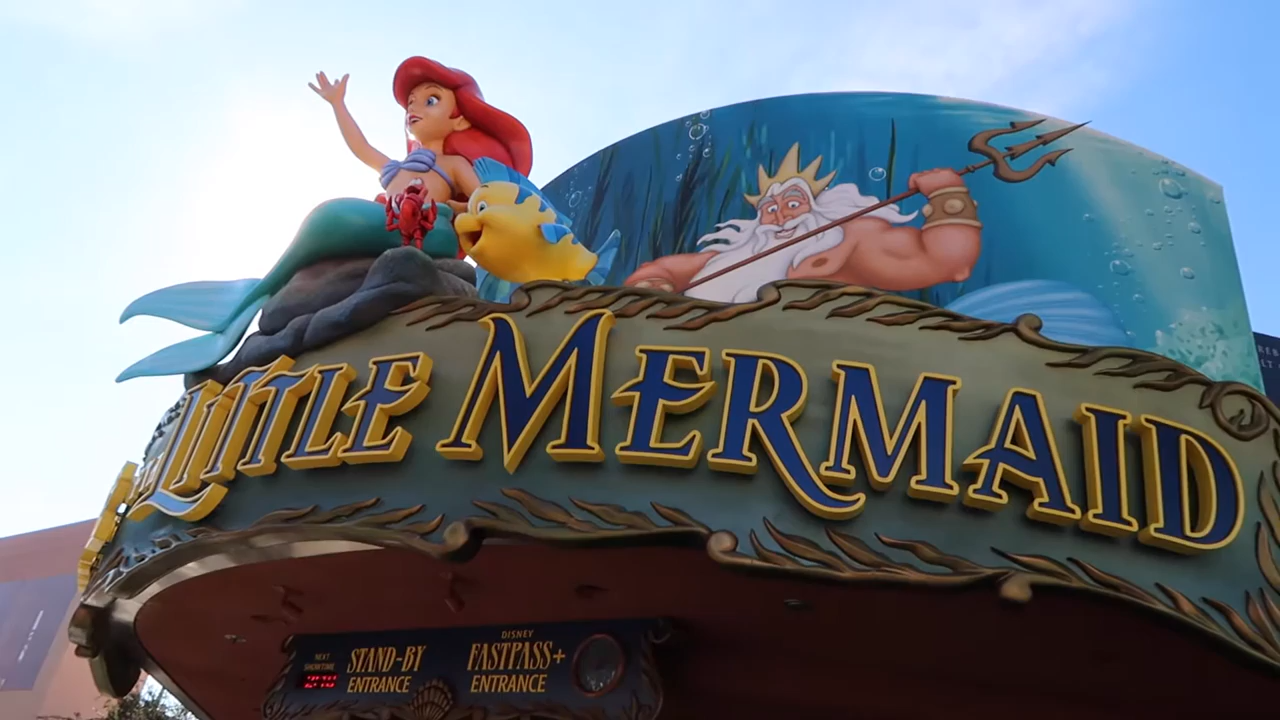 LITTLE MERMAID
NEXT
SHOWTIME
STAND-BY
ENTRANCE
DISNEY
FASTPASS+
ENTRANCE